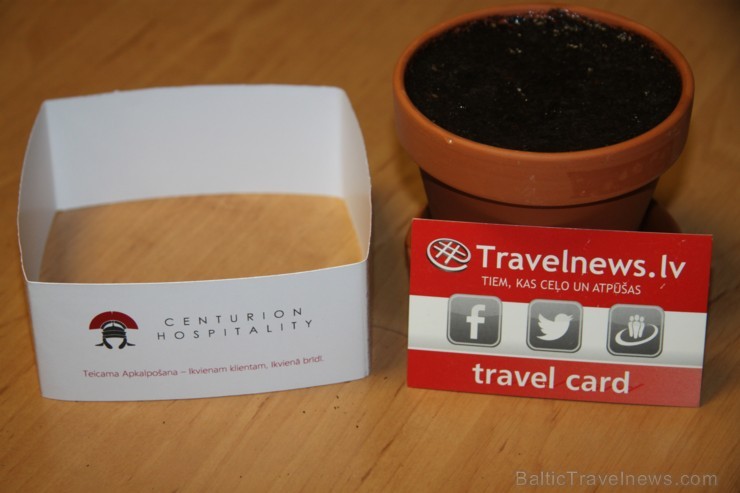 CENTURION
HOSPITALITY
Teicama Apkalpošana – Ikvienam klientam, Ikvienā brīdī.
Travelnews.lv
TIEM, KAS CEĻO UN ATPŪŠAS
travel card
BalticTravelnews.com